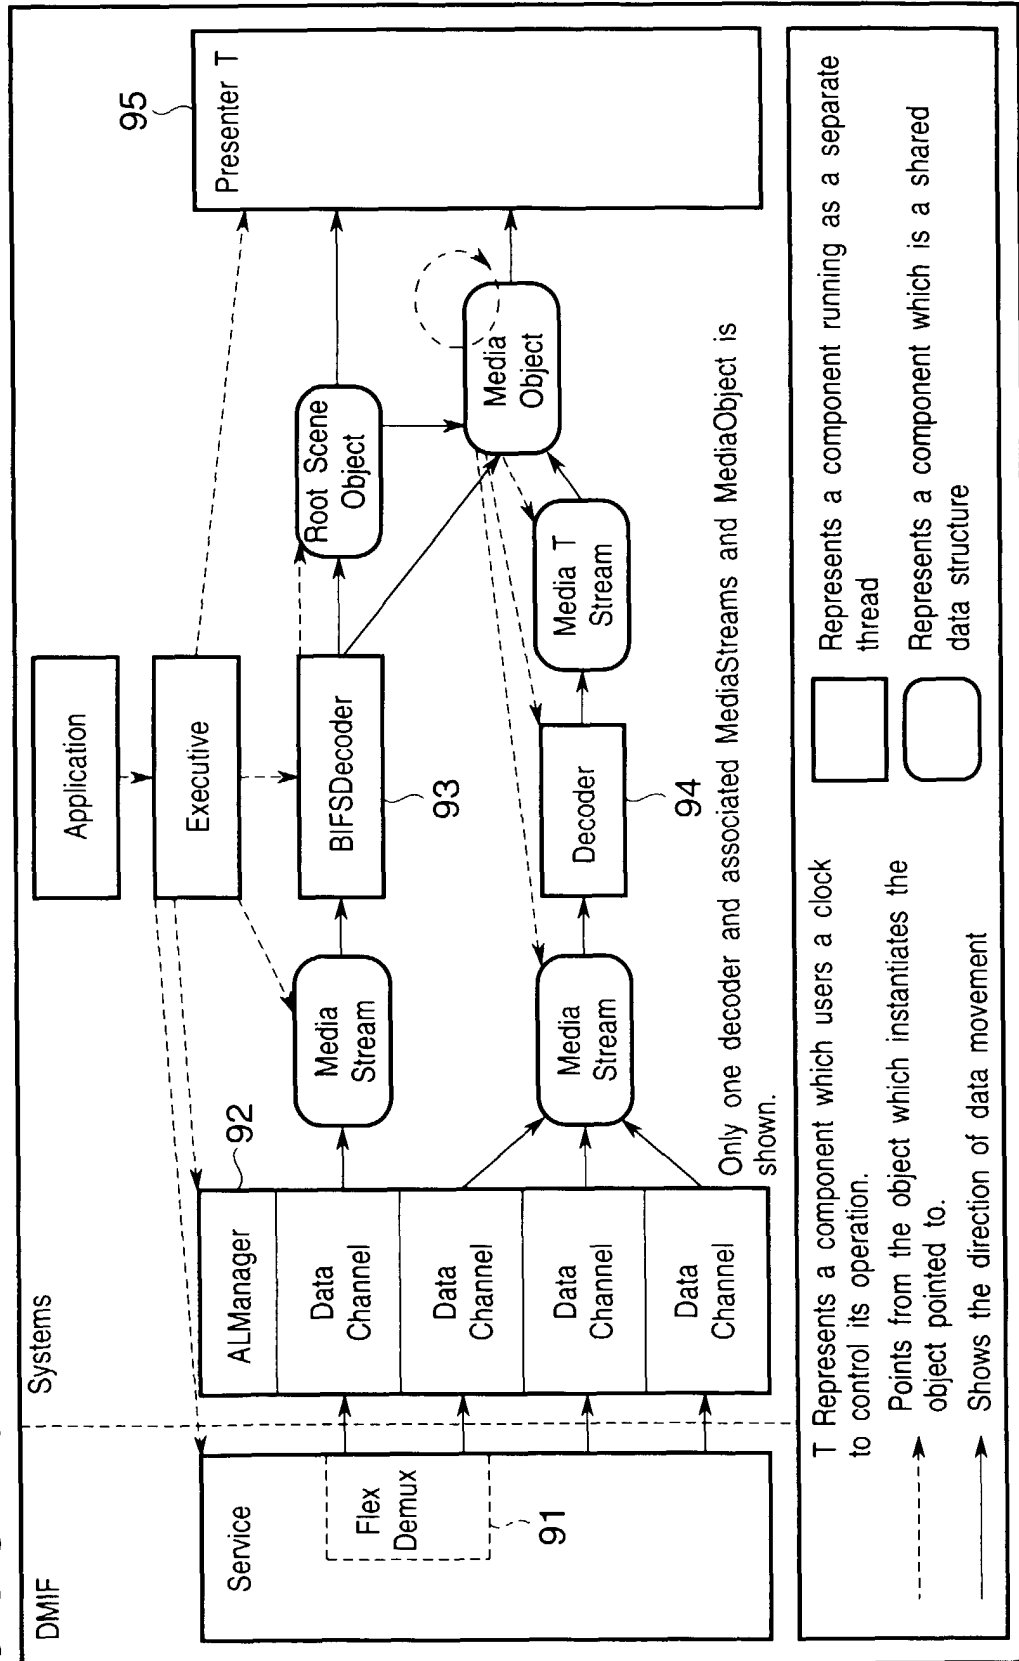 DMIF
Systems
Service
Flex
Demux
91
ALManager
92
Data
Channel
Data
Channel
Data
Channel
Data
Channel
Application
Executive
Media
Stream
BIFSDecoder
93
Root Scene
Object
Media
Stream
Decoder
94
Media T
Stream
Media
Object
Presenter T
95
Only one decoder and associated MediaStreams and MediaObject is
shown.
T Represents a component which users a clock
to control its operation.
Points from the object which instantiates the
object pointed to.
Shows the direction of data movement
Represents a component running as a separate
thread
Represents a component which is a shared
data structure